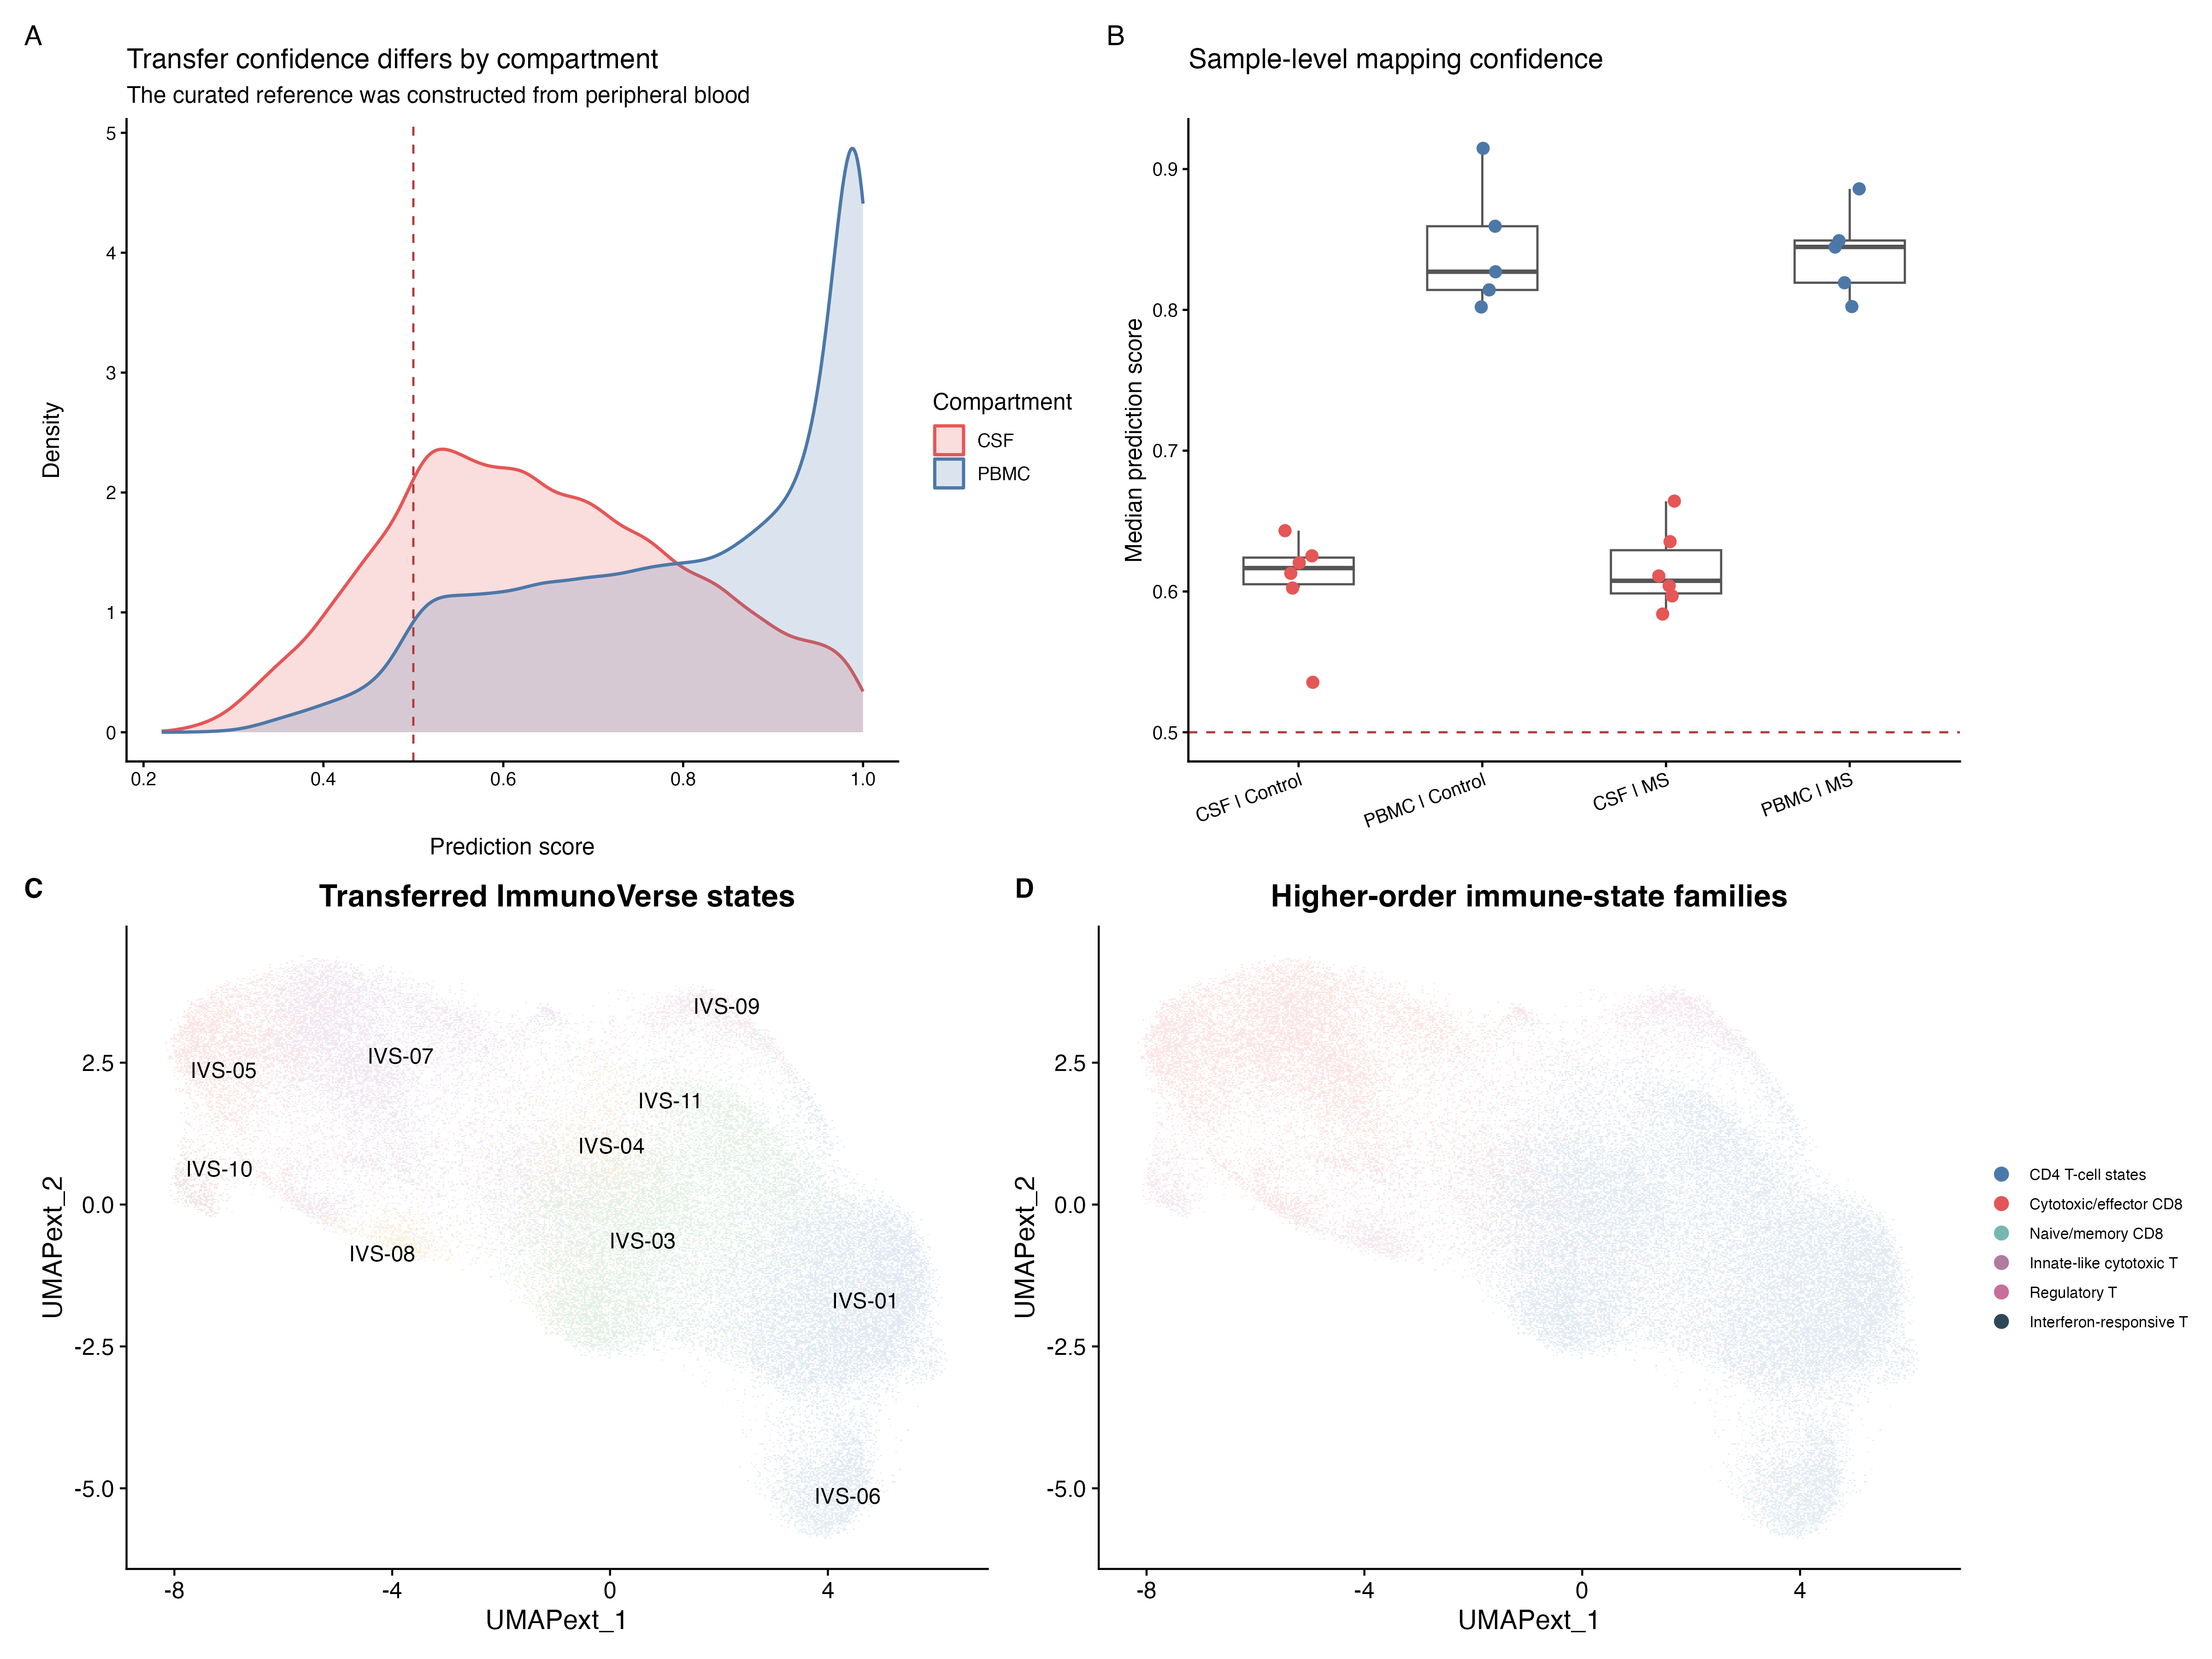 A
Transfer confidence differs by compartment
The curated reference was constructed from peripheral blood
5
4
3
2
1
0
Density
0.2
0.4
0.6
0.8
1.0
Prediction score
Compartment
CSF
PBMC
B
Sample-level mapping confidence
0.9
0.8
0.7
0.6
0.5
Median prediction score
CSF | Control
PBMC | Control
CSF | MS
PBMC | MS
C
Transferred ImmunoVerse states
2.5
0.0
-2.5
-5.0
UMAPext_2
IVS-09
IVS-07
IVS-05
IVS-11
IVS-04
IVS-10
IVS-03
IVS-08
IVS-01
IVS-06
-8
-4
0
4
UMAPext_1
D
Higher-order immune-state families
2.5
0.0
-2.5
-5.0
UMAPext_2
-8
-4
0
4
UMAPext_1
CD4 T-cell states
Cytotoxic/effector CD8
Naive/memory CD8
Innate-like cytotoxic T
Regulatory T
Interferon-responsive T